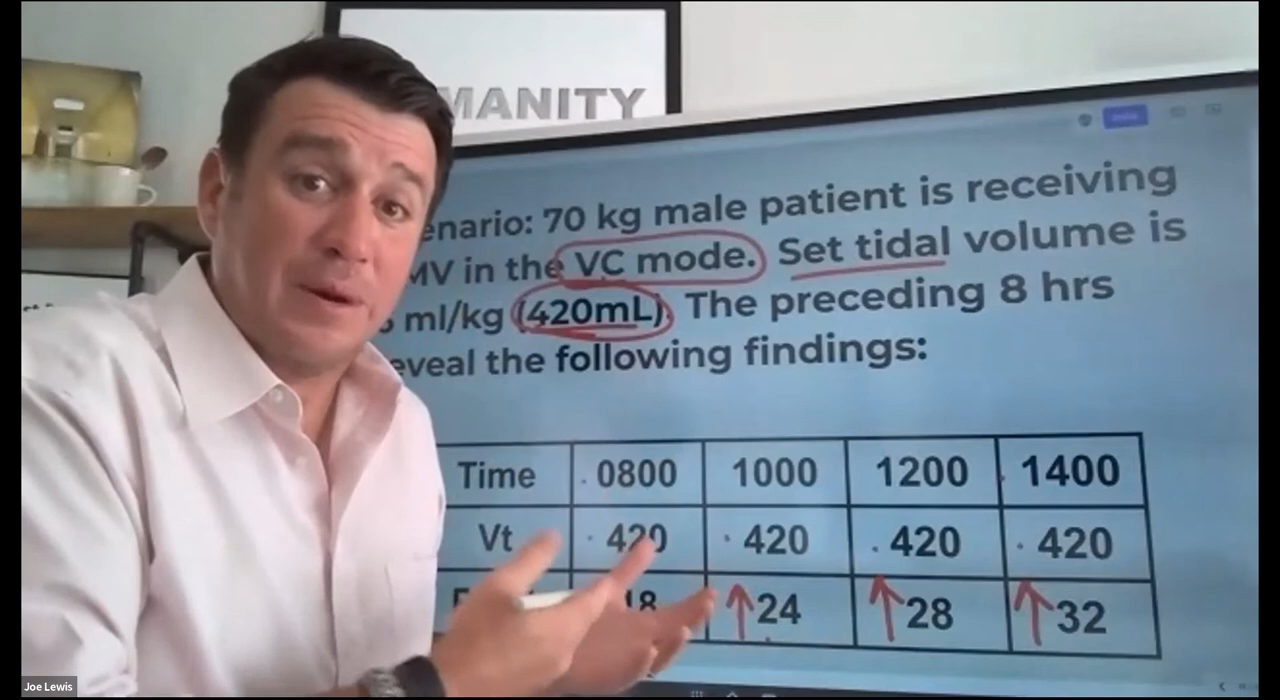 MANITY
enario: 70 kg male patient is receiving
MV in the VC mode. Set tidal volume is
ml/kg (420mL). The preceding 8 hrs
eveal the following findings:
Time 0800 1000 1200 1400
Vt 420 420 420 420
18 24 28 32
Joe Lewis